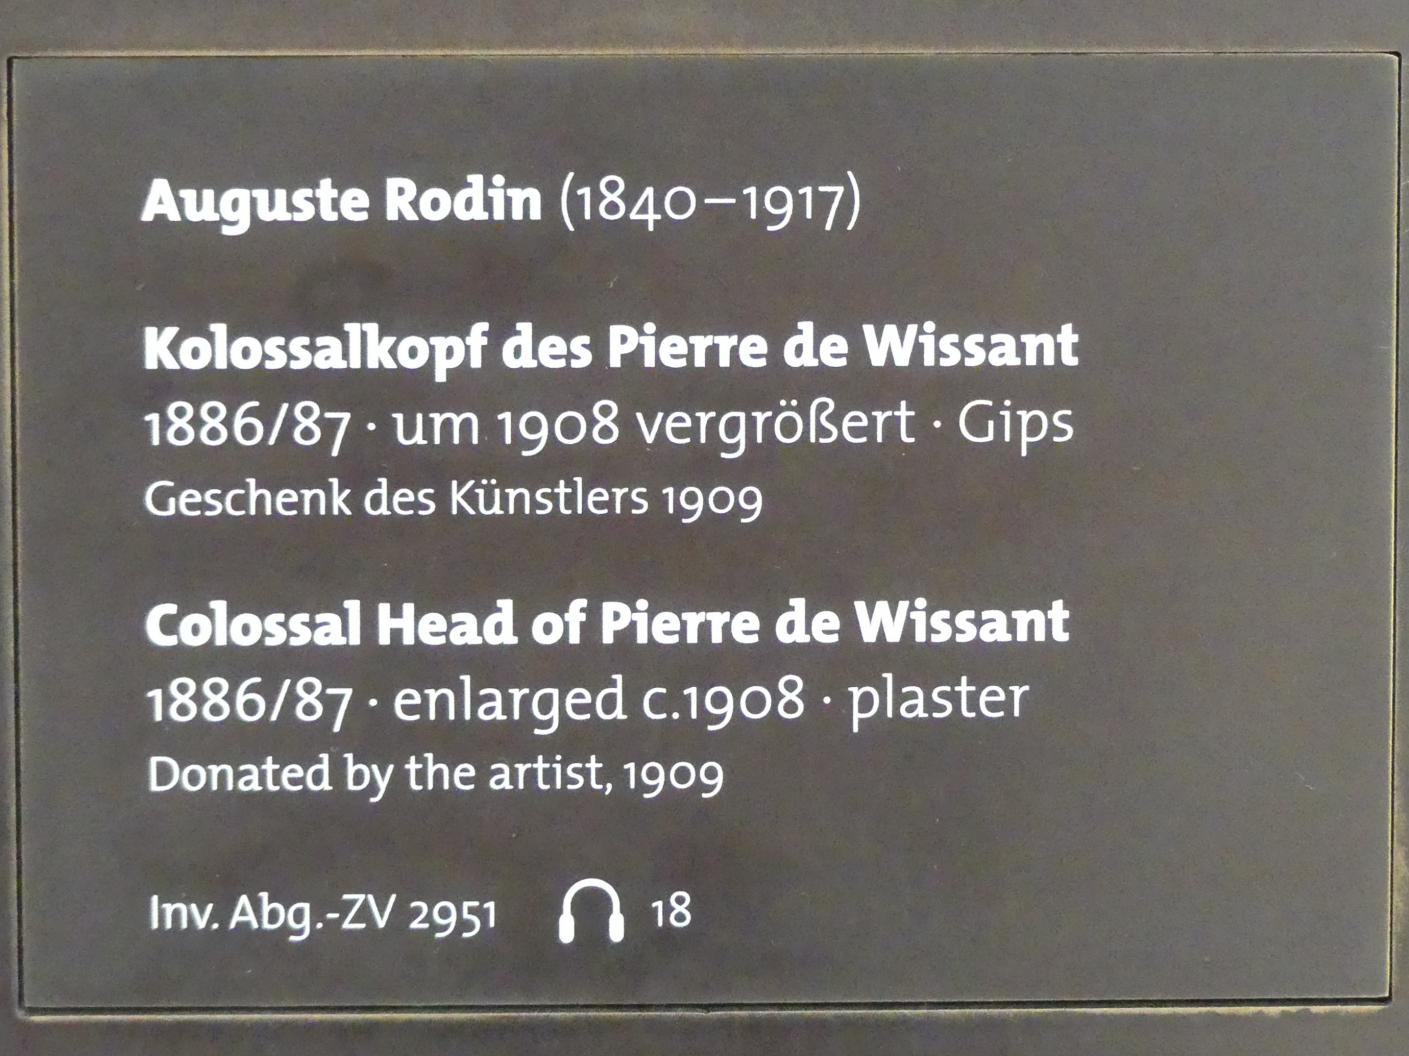 Auguste Rodin (1840–1917)
Kolossalkopf des Pierre de Wissant
1886/87 · um 1908 vergrößert · Gips
Geschenk des Künstlers 1909
Colossal Head of Pierre de Wissant
1886/87 · enlarged c.1908 · plaster
Donated by the artist, 1909
Inv. Abg.-ZV 2951 18